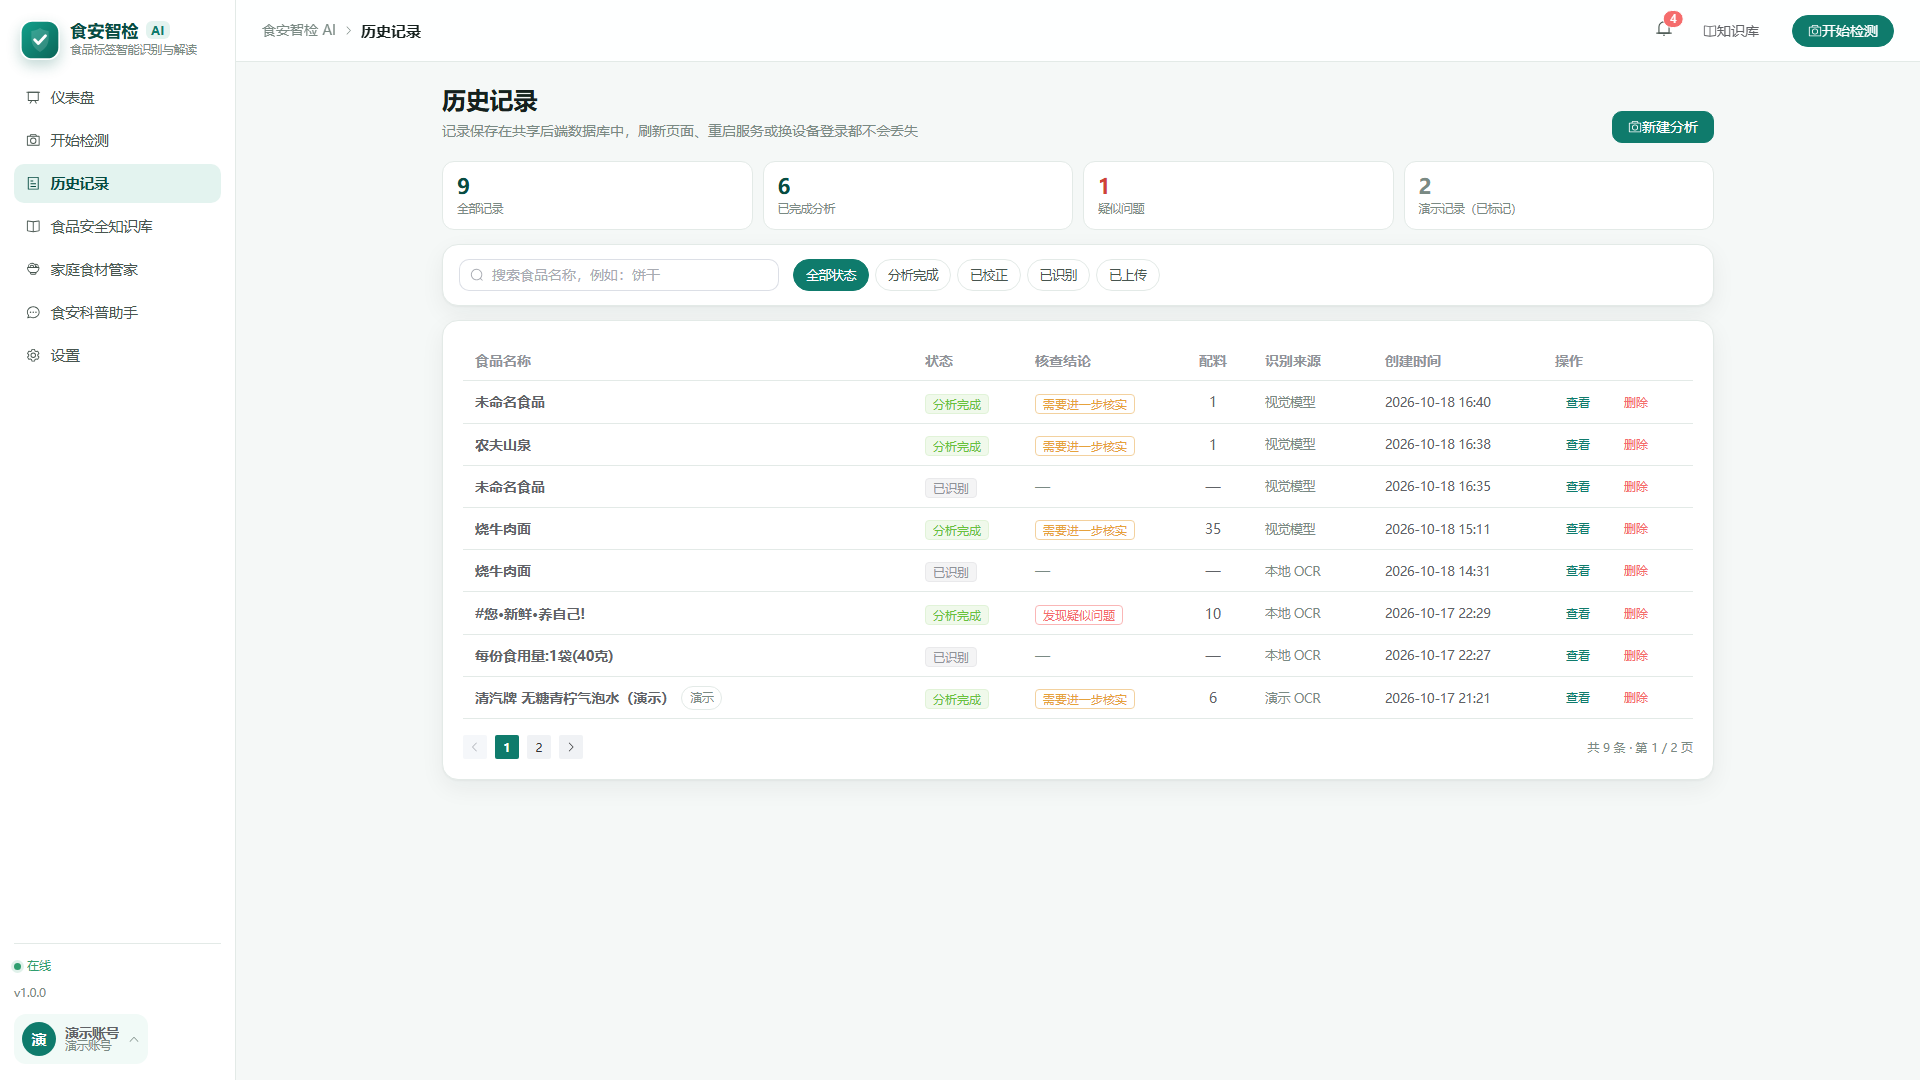 食安智检 AI
食品标签智能识别与解读
仪表盘
开始检测
历史记录
食品安全知识库
家庭食材管家
食安科普助手
设置
在线
v1.0.0
演
演示账号
演示账号
食安智检 AI > 历史记录
4
知识库
开始检测
历史记录
记录保存在共享后端数据库中，刷新页面、重启服务或换设备登录都不会丢失
新建分析
9
全部记录
6
已完成分析
1
疑似问题
2
演示记录（已标记）
搜索食品名称，例如：饼干
全部状态 分析完成 已校正 已识别 已上传
食品名称 状态 核查结论 配料 识别来源 创建时间 操作
未命名食品 分析完成 需要进一步核实 1 视觉模型 2026-10-18 16:40 查看 删除
农夫山泉 分析完成 需要进一步核实 1 视觉模型 2026-10-18 16:38 查看 删除
未命名食品 已识别 — — 视觉模型 2026-10-18 16:35 查看 删除
烧牛肉面 分析完成 需要进一步核实 35 视觉模型 2026-10-18 15:11 查看 删除
烧牛肉面 已识别 — — 本地 OCR 2026-10-18 14:31 查看 删除
#您•新鲜•养自己! 分析完成 发现疑似问题 10 本地 OCR 2026-10-17 22:29 查看 删除
每份食用量:1袋(40克) 已识别 — — 本地 OCR 2026-10-17 22:27 查看 删除
清汽牌 无糖青柠气泡水（演示） 演示 分析完成 需要进一步核实 6 演示 OCR 2026-10-17 21:21 查看 删除
1 2
共 9 条 · 第 1 / 2 页